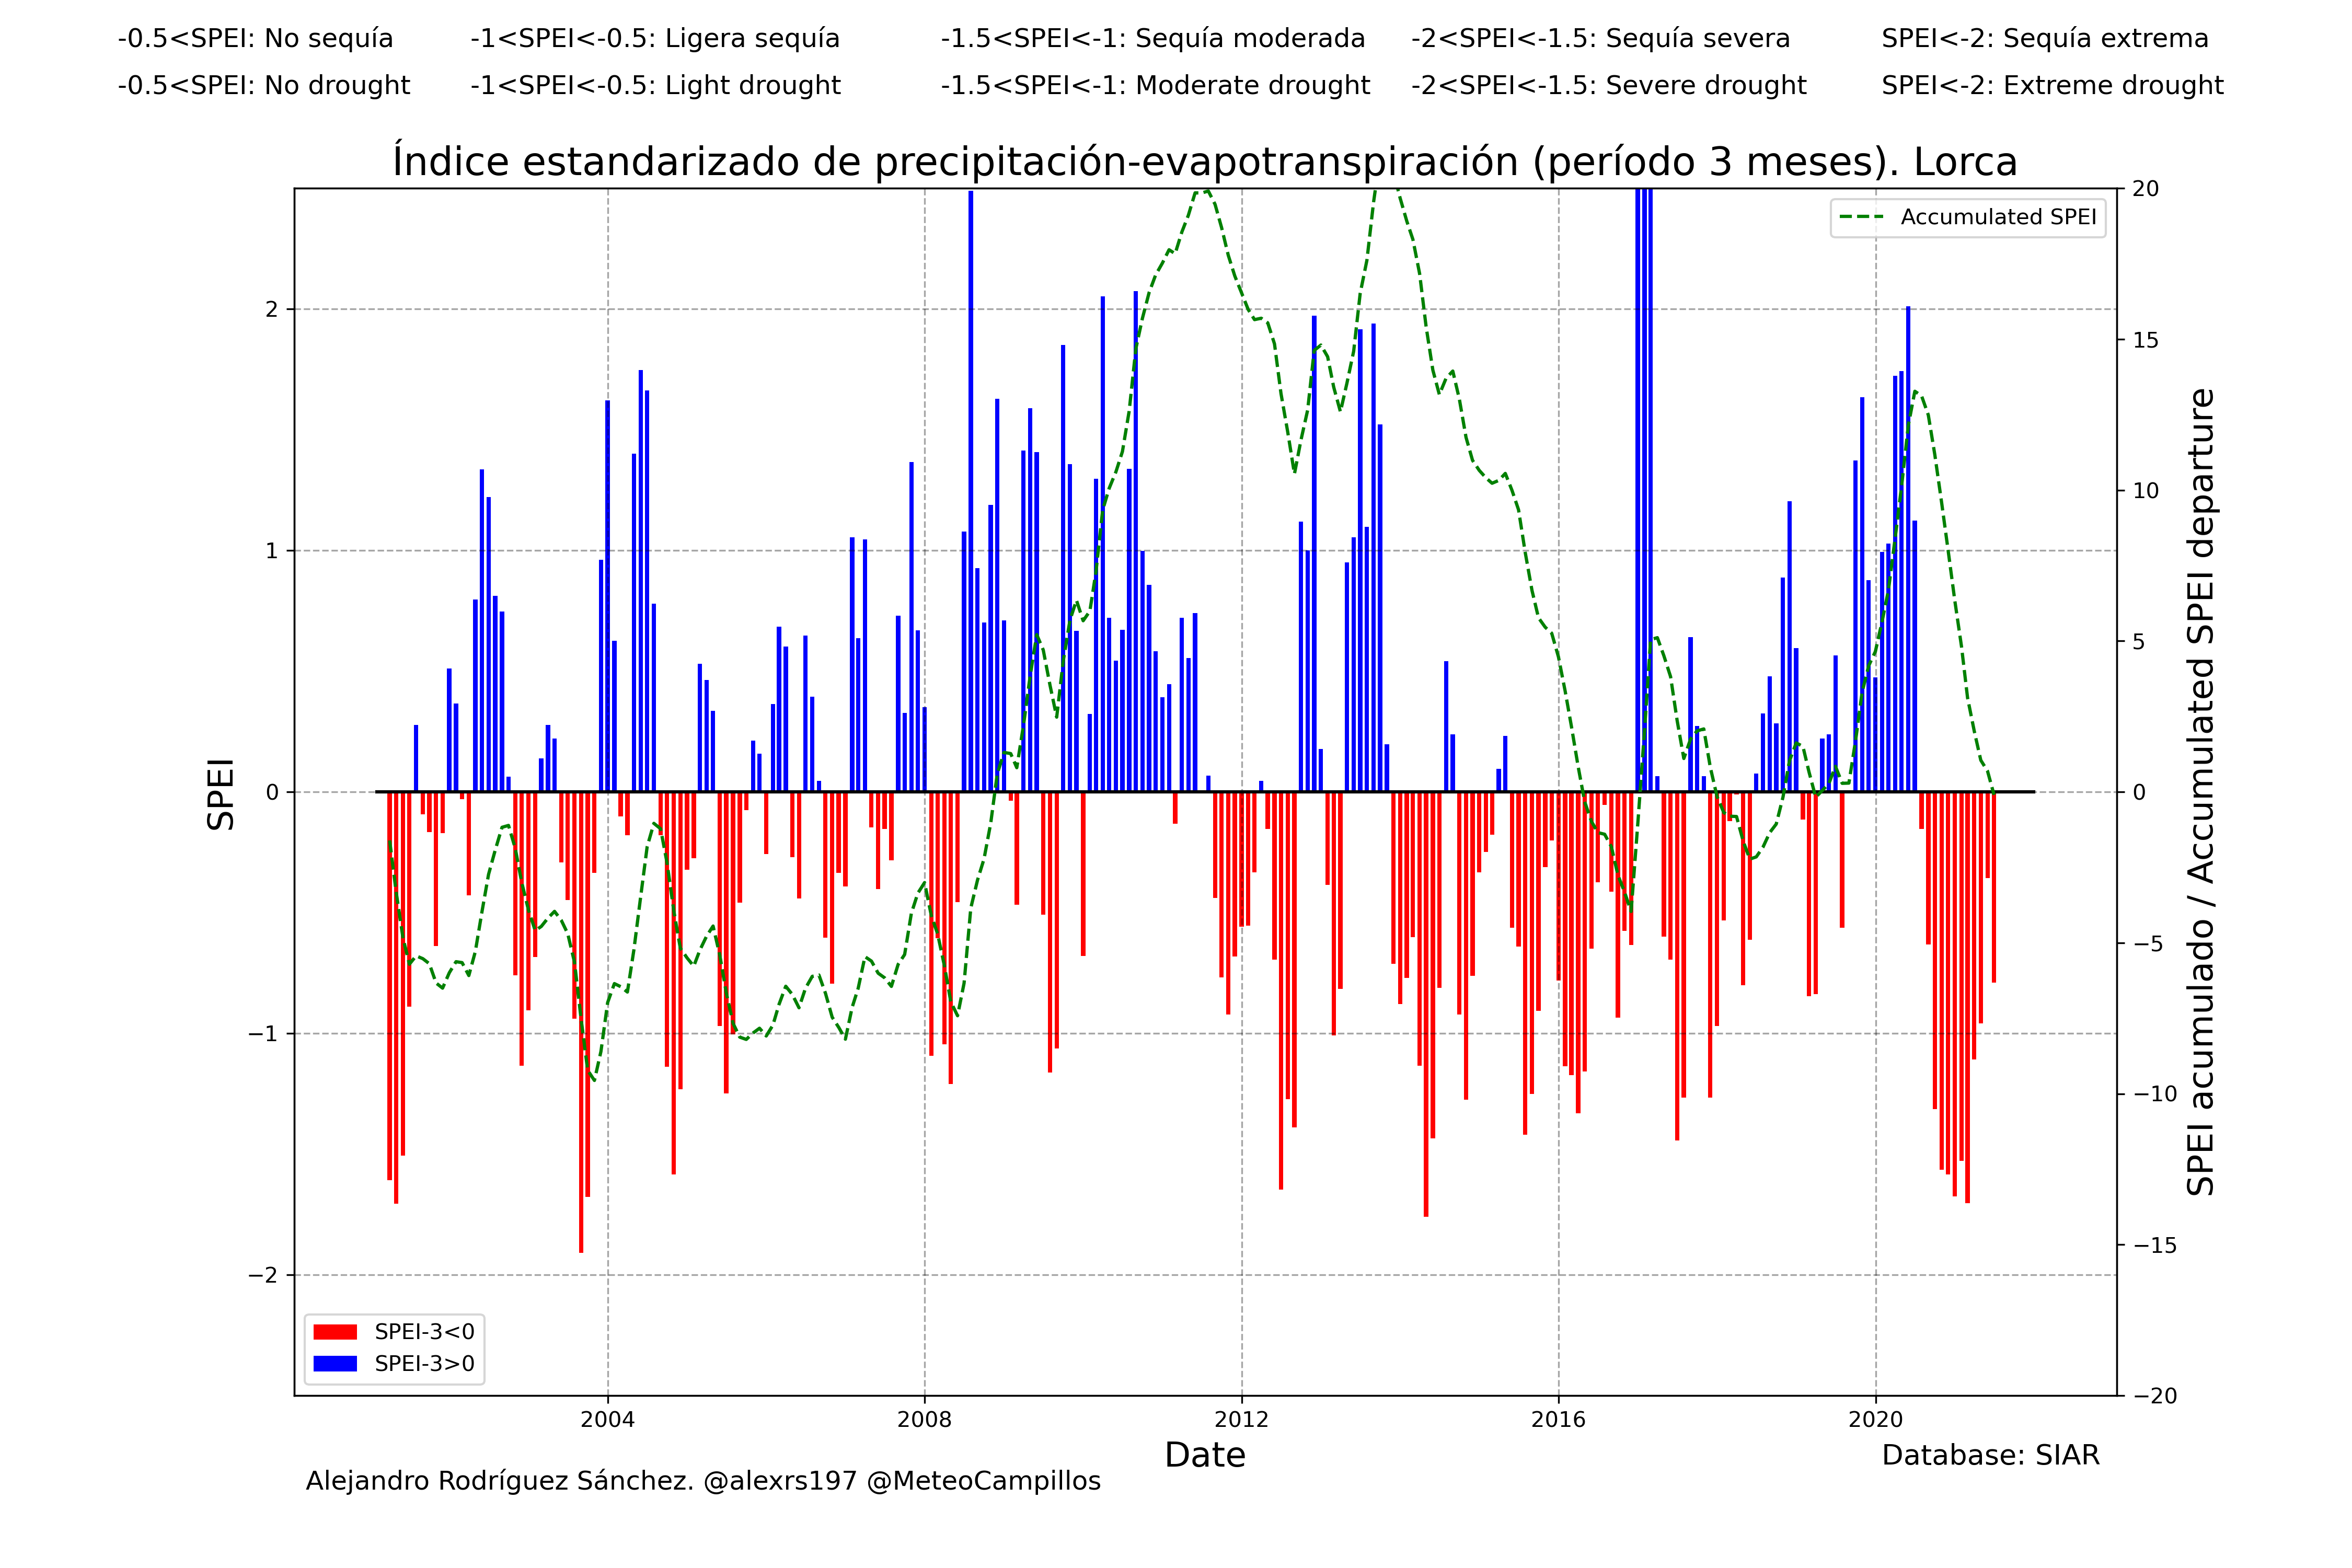 -0.5<SPEI: No sequía -1<SPEI<-0.5: Ligera sequía -1.5<SPEI<-1: Sequía moderada -2<SPEI<-1.5: Sequía severa SPEI<-2: Sequía extrema
-0.5<SPEI: No drought -1<SPEI<-0.5: Light drought -1.5<SPEI<-1: Moderate drought -2<SPEI<-1.5: Severe drought SPEI<-2: Extreme drought
Índice estandarizado de precipitación-evapotranspiración (período 3 meses). Lorca
Accumulated SPEI
SPEI
2
1
0
−1
−2
20
15
10
5
0
−5
−10
−15
−20
SPEI acumulado / Accumulated SPEI departure
SPEI-3<0
SPEI-3>0
2004 2008 2012 2016 2020
Date
Database: SIAR
Alejandro Rodríguez Sánchez. @alexrs197 @MeteoCampillos